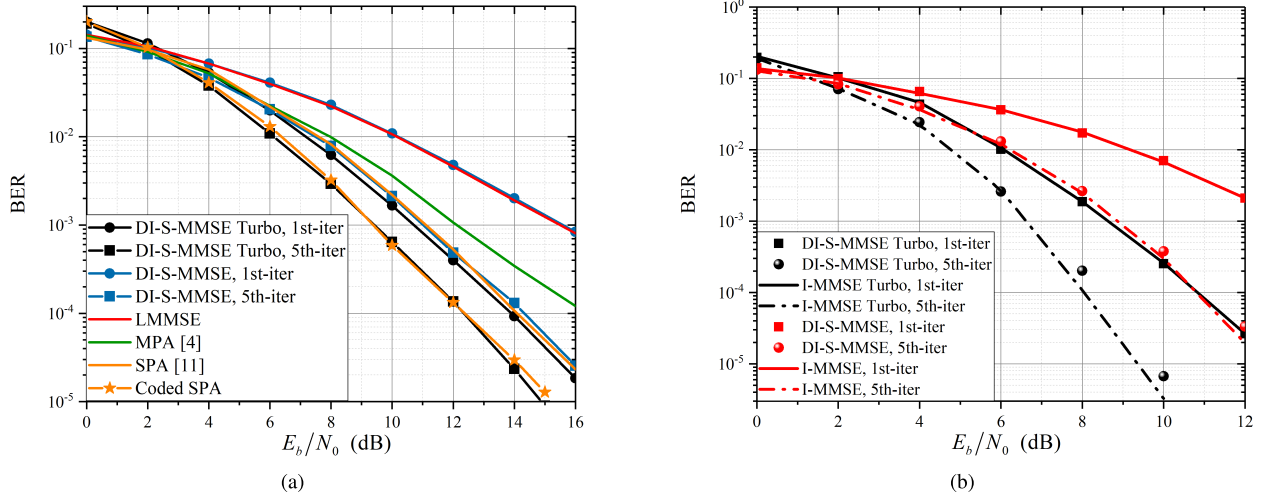 10^{-1}
10^{-2}
10^{-3}
10^{-4}
10^{-5}
BER
DI-S-MMSE Turbo, 1st-iter
DI-S-MMSE Turbo, 5th-iter
DI-S-MMSE, 1st-iter
DI-S-MMSE, 5th-iter
LMMSE
MPA [4]
SPA [11]
Coded SPA
0 2 4 6 8 10 12 14 16
E_b/N_0 (dB)
(a)
10^0
10^{-1}
10^{-2}
10^{-3}
10^{-4}
10^{-5}
BER
DI-S-MMSE Turbo, 1st-iter
DI-S-MMSE Turbo, 5th-iter
I-MMSE Turbo, 1st-iter
I-MMSE Turbo, 5th-iter
DI-S-MMSE, 1st-iter
DI-S-MMSE, 5th-iter
I-MMSE, 1st-iter
I-MMSE, 5th-iter
0 2 4 6 8 10 12
E_b/N_0 (dB)
(b)